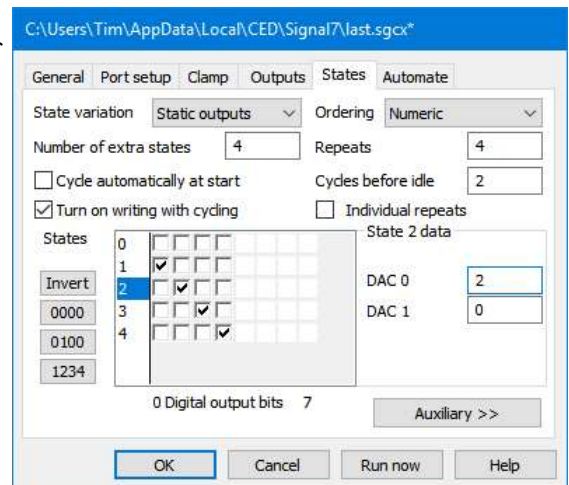 C:\Users\Tim\AppData\Local\CED\Signal7\last.sgcx*
General Port setup Clamp Outputs States Automate
State variation Static outputs Ordering Numeric
Number of extra states 4 Repeats 4
Cycle automatically at start Cycles before idle 2
Turn on writing with cycling Individual repeats
States State 2 data
0
1
Invert 2 DAC 0 2
0000 3 DAC 1 0
0100 4
1234
0 Digital output bits 7
Auxiliary >>
OK Cancel Run now Help